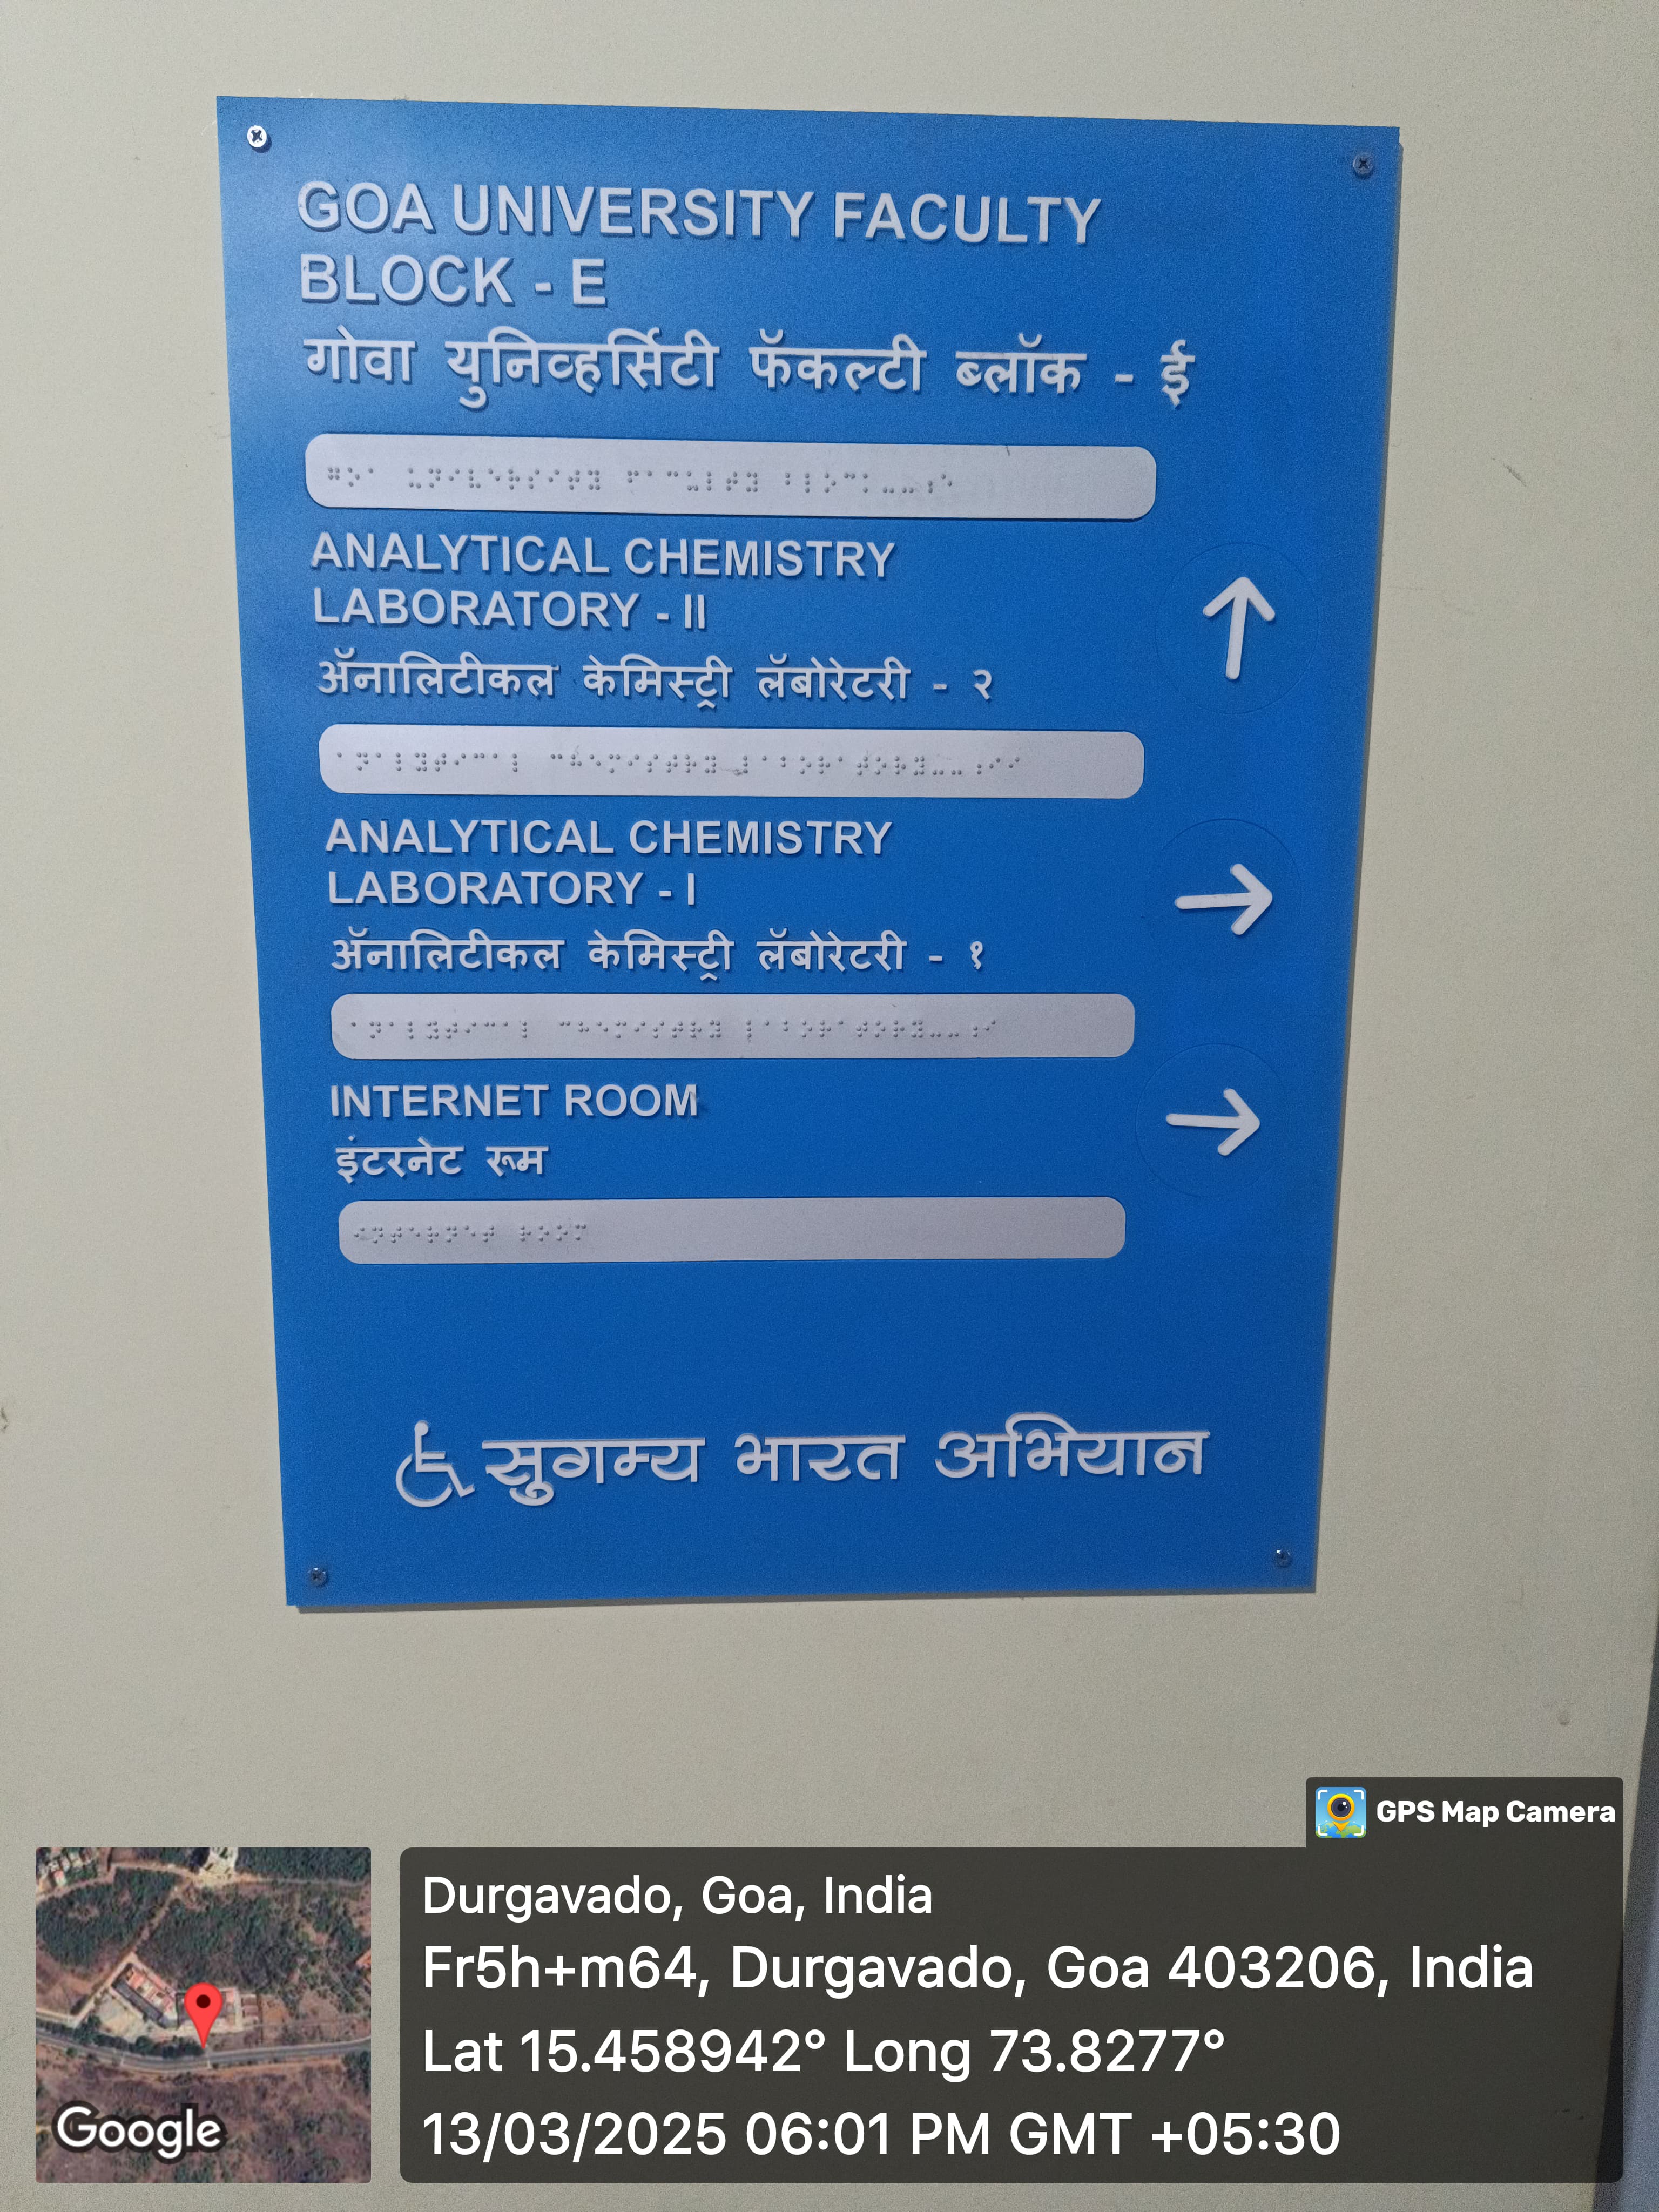 GOA UNIVERSITY FACULTY
BLOCK - E
गोवा युनिव्हर्सिटी फॅकल्टी ब्लॉक - ई
⠛⠕⠁ ⠥⠝⠊⠧⠑⠗⠎⠊⠞⠽ ⠋⠁⠉⠥⠇⠞⠽ ⠃⠇⠕⠉⠅⠤⠤⠰⠑
ANALYTICAL CHEMISTRY
LABORATORY - II
ॲनालिटीकल केमिस्ट्री लॅबोरेटरी - २
⠁⠝⠁⠇⠽⠞⠊⠉⠁⠇ ⠉⠓⠑⠍⠊⠎⠞⠗⠽ ⠇⠁⠃⠕⠗⠁⠞⠕⠗⠽⠤⠤⠰⠊⠊
ANALYTICAL CHEMISTRY
LABORATORY - I
ॲनालिटीकल केमिस्ट्री लॅबोरेटरी - १
⠁⠝⠁⠇⠽⠞⠊⠉⠁⠇ ⠉⠓⠑⠍⠊⠎⠞⠗⠽ ⠇⠁⠃⠕⠗⠁⠞⠕⠗⠽⠤⠤⠰⠊
INTERNET ROOM
इंटरनेट रूम
⠊⠝⠞⠑⠗⠝⠑⠞ ⠗⠕⠕⠍
सुगम्य भारत अभियान
GPS Map Camera
Durgavado, Goa, India
Fr5h+m64, Durgavado, Goa 403206, India
Lat 15.458942° Long 73.8277°
13/03/2025 06:01 PM GMT +05:30
Google